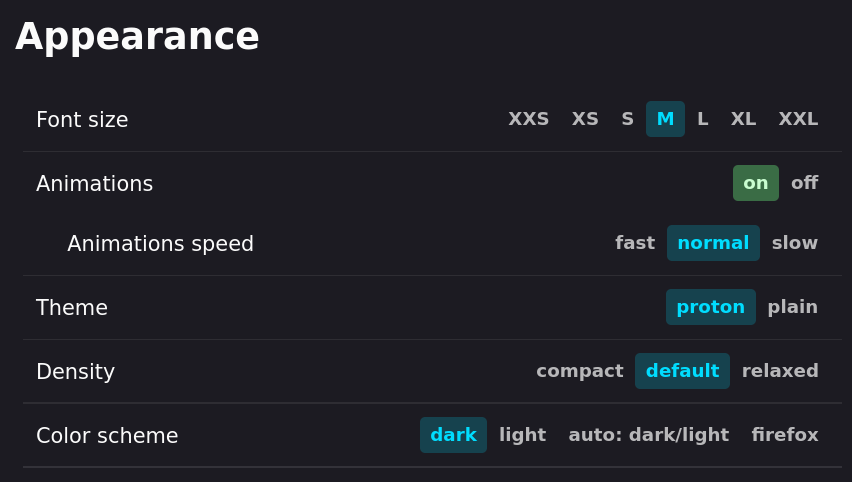 Appearance
Font size XXS XS S M L XL XXL
Animations on off
Animations speed fast normal slow
Theme proton plain
Density compact default relaxed
Color scheme dark light auto: dark/light firefox